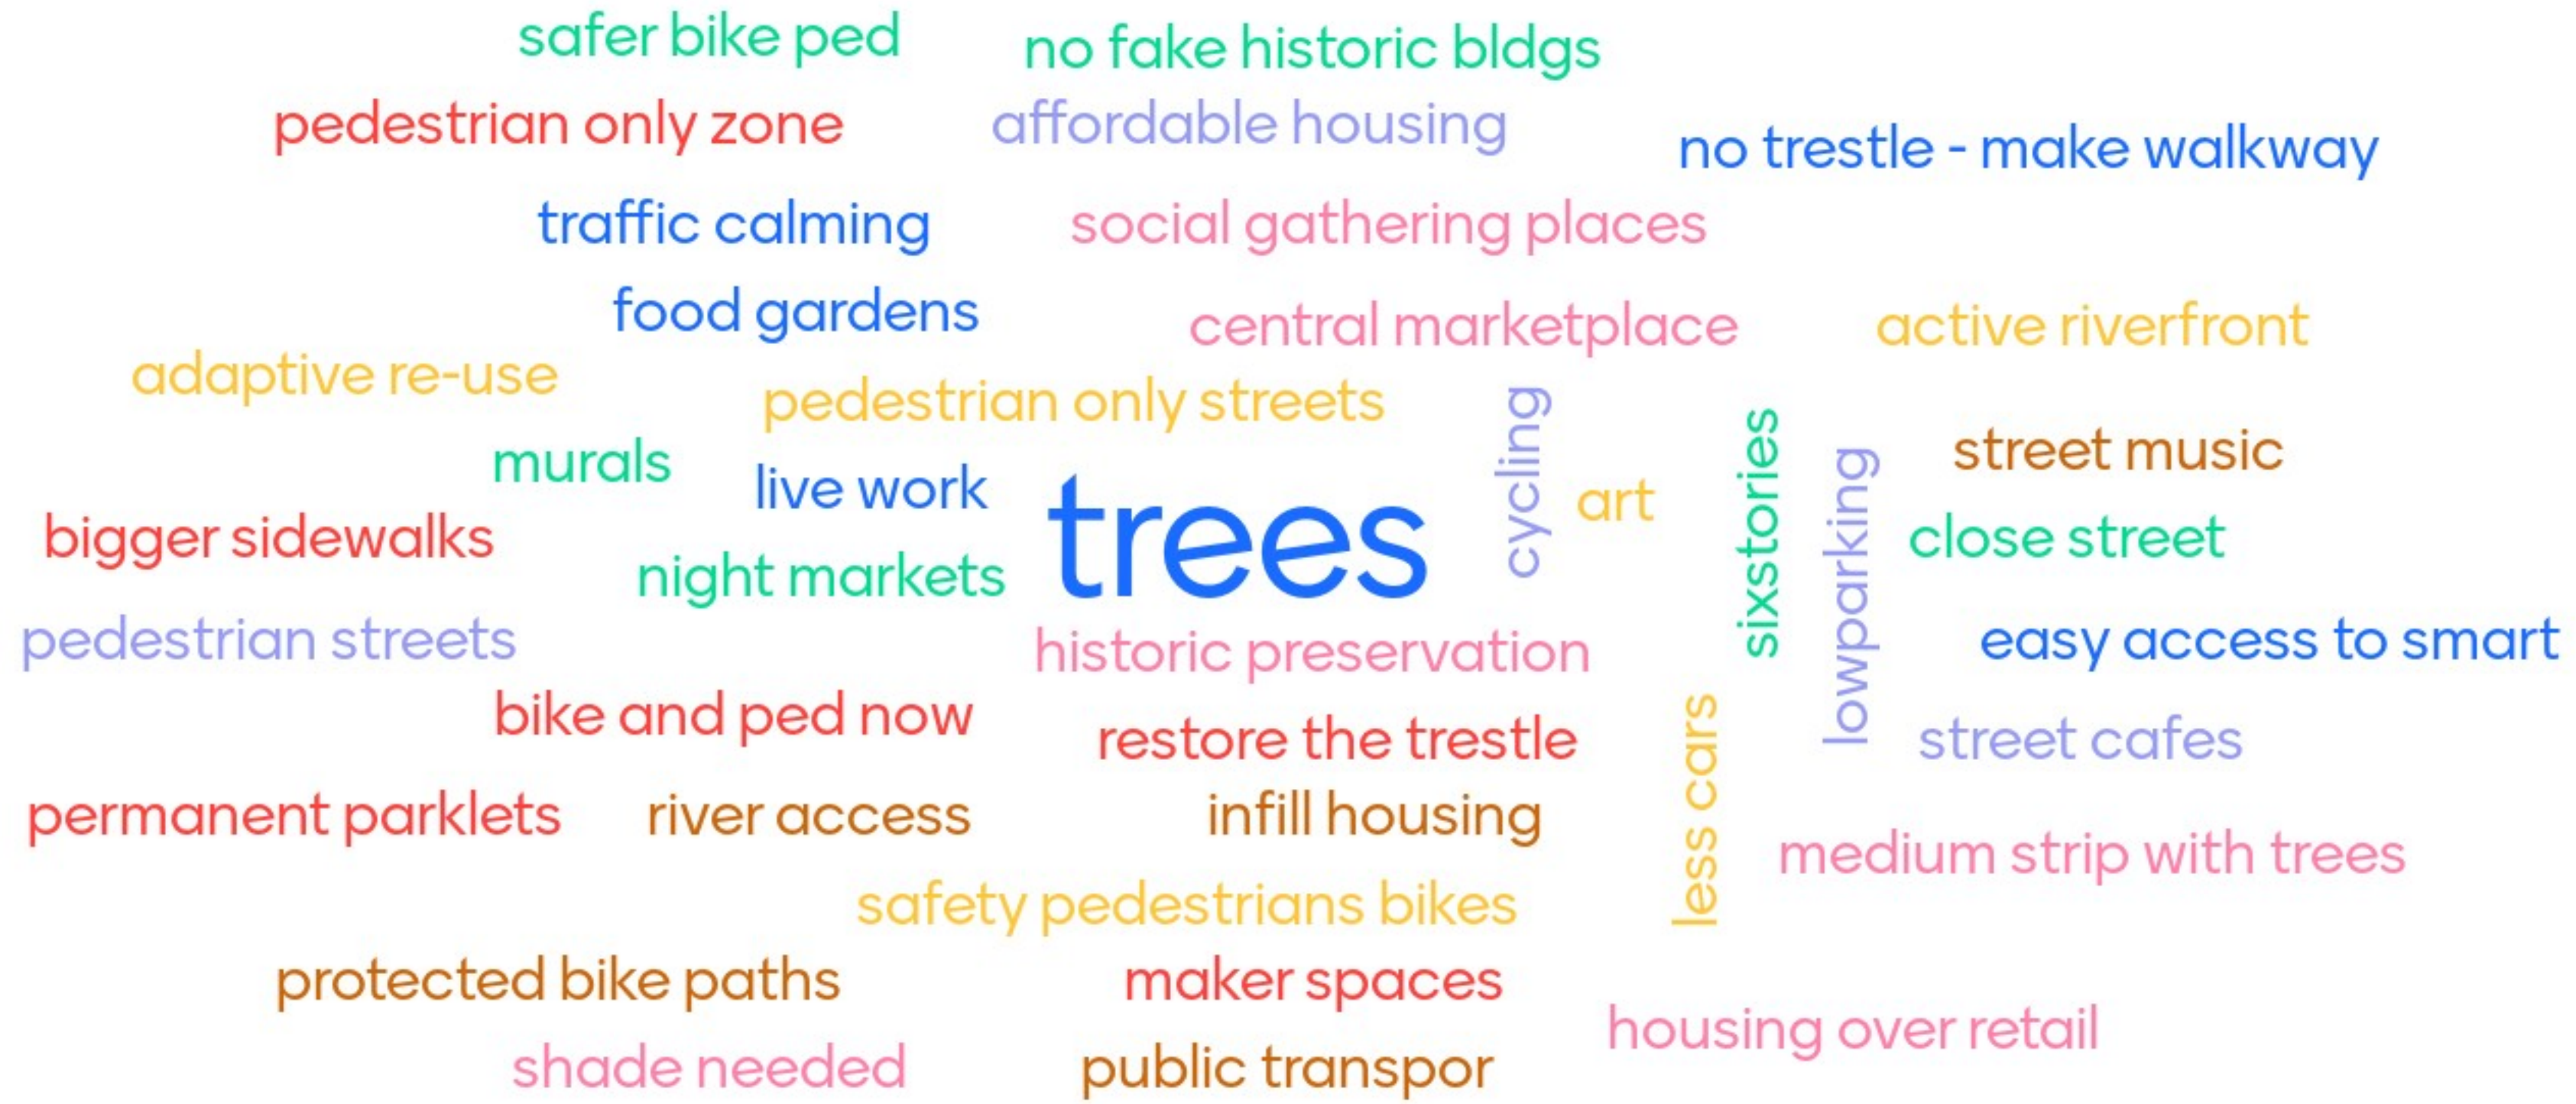 safer bike ped
no fake historic bldgs
pedestrian only zone
affordable housing
no trestle - make walkway
traffic calming
social gathering places
food gardens
central marketplace
active riverfront
adaptive re-use
pedestrian only streets
cycling
sixstories
lowparking
street music
murals
live work
trees
art
bigger sidewalks
night markets
close street
pedestrian streets
historic preservation
easy access to smart
bike and ped now
restore the trestle
less cars
street cafes
permanent parklets
river access
infill housing
medium strip with trees
safety pedestrians bikes
protected bike paths
maker spaces
housing over retail
shade needed
public transpor